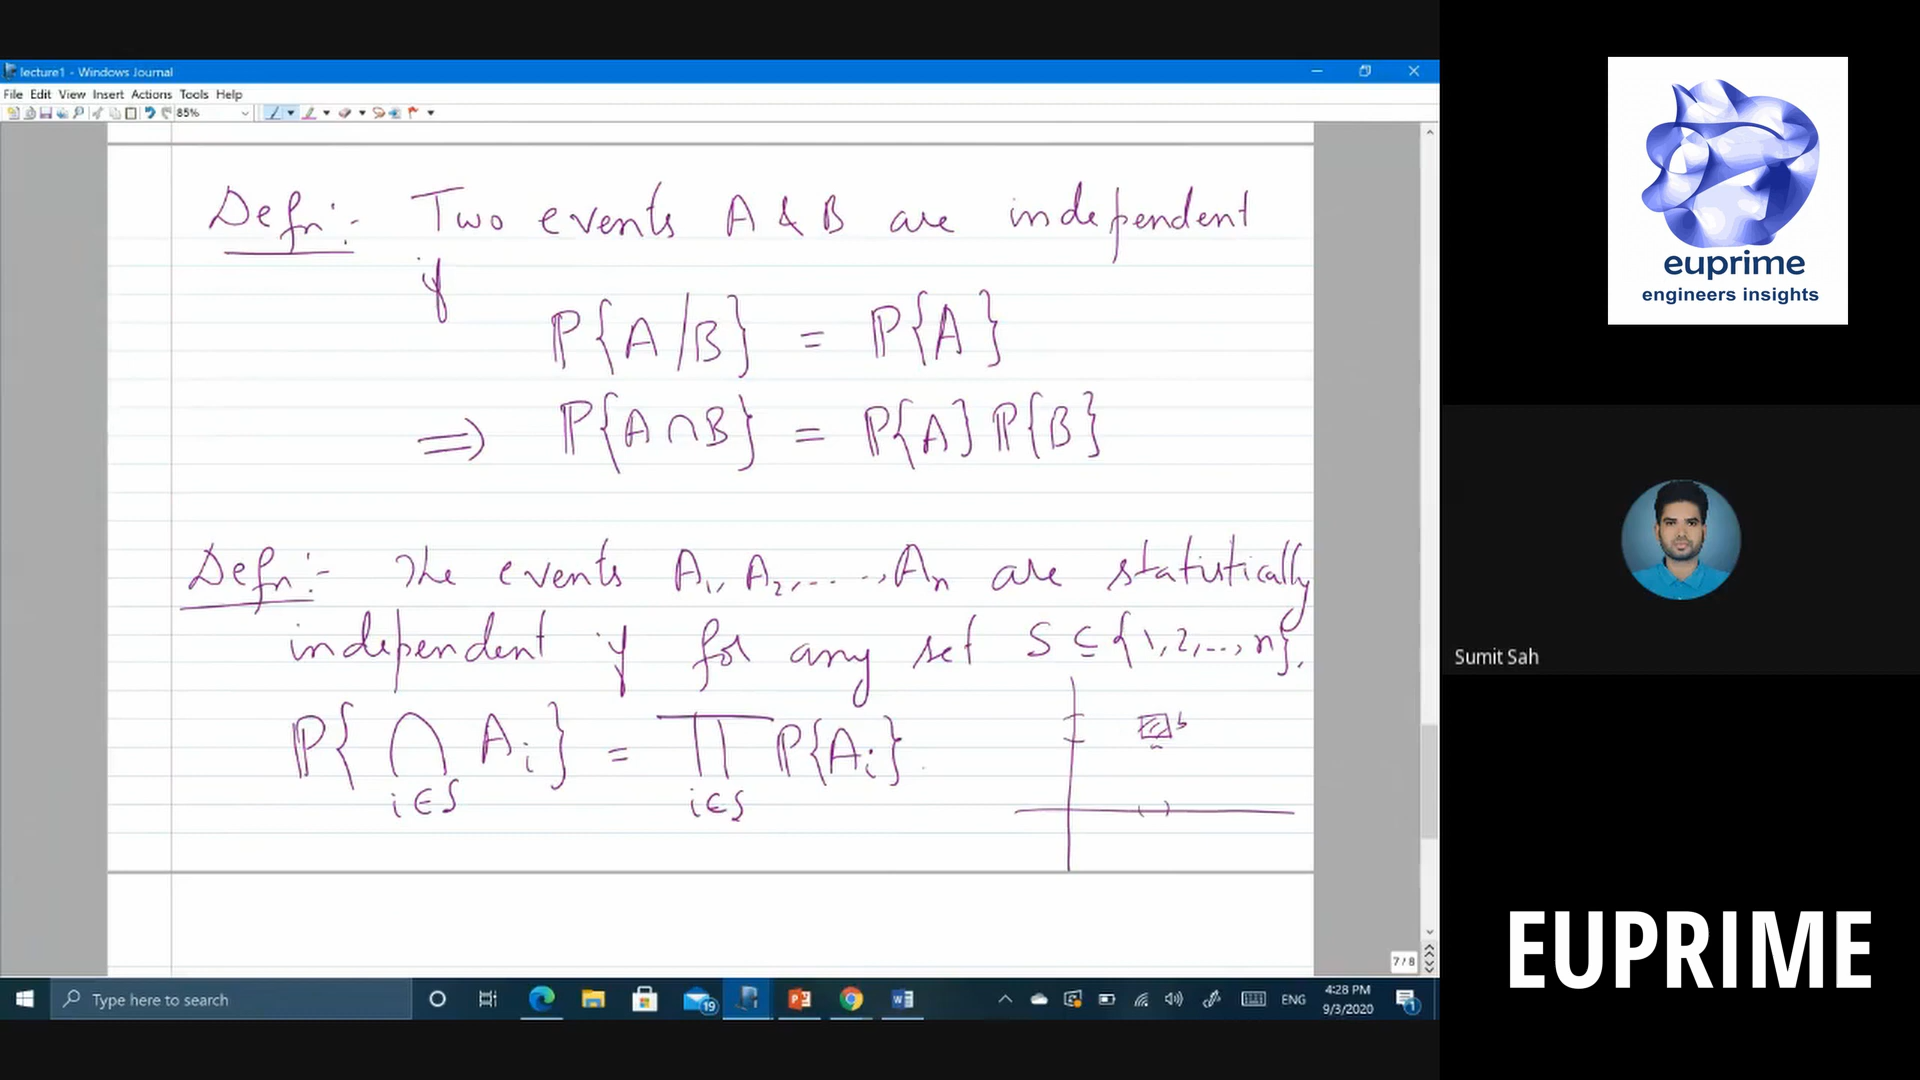 lecture1 - Windows Journal
File Edit View Insert Actions Tools Help
85%
Defn:- Two events A & B are independent
if
ℙ{A/B} = ℙ{A}
⇒ ℙ{A∩B} = ℙ{A} ℙ{B}
Defn:- The events A₁, A₂,....., Aₙ are statistically
independent if for any set S ⊆ {1,2,..,n},
ℙ{ ⋂ Aᵢ } = ∏ ℙ{Aᵢ}.
i∈S i∈S
b
7 / 8
Type here to search
19
ENG
4:28 PM
9/3/2020
1
euprime
engineers insights
Sumit Sah
EUPRIME